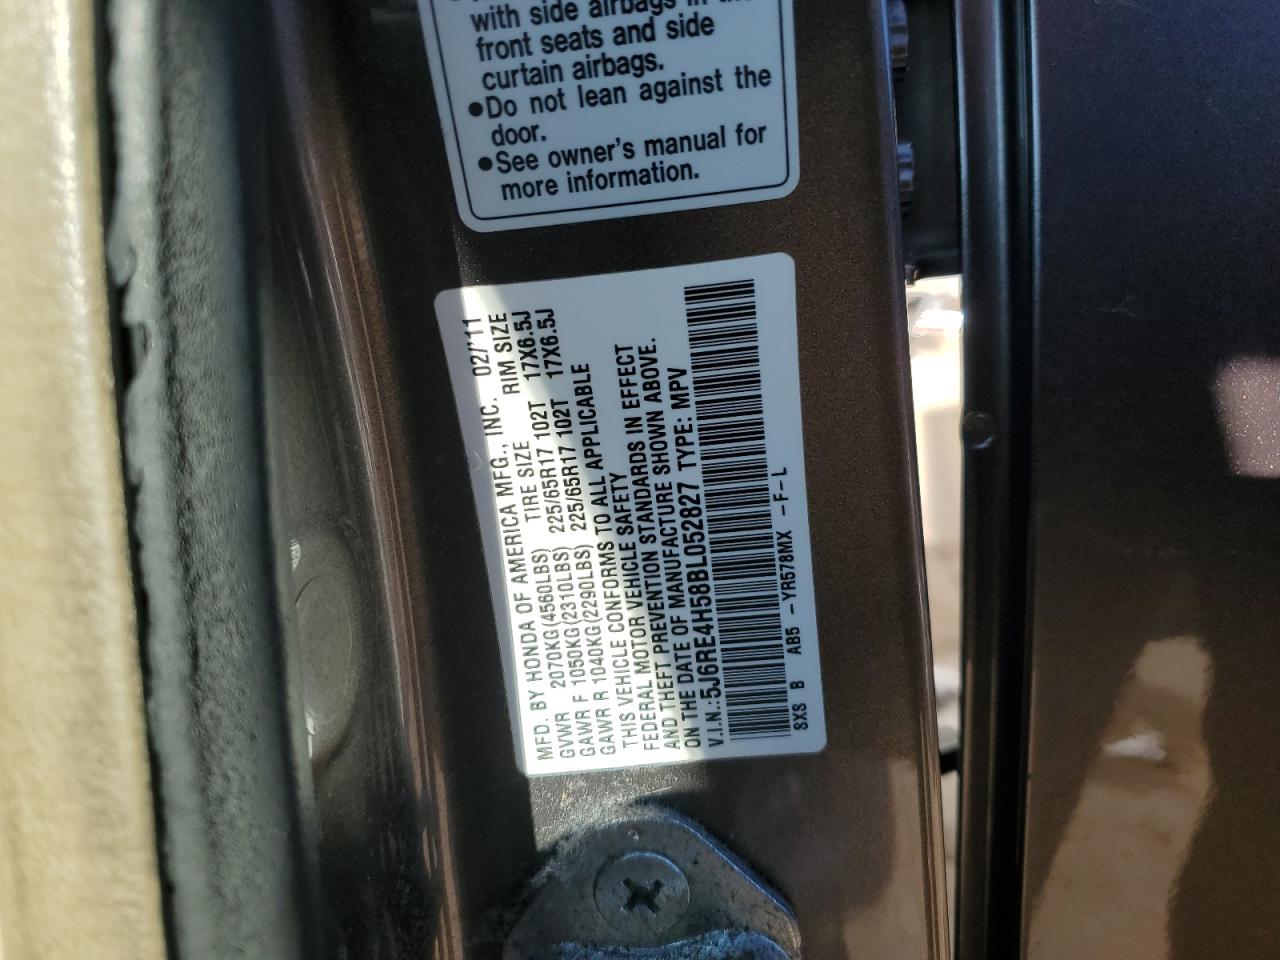 with side airbags in the
front seats and side
curtain airbags.
●Do not lean against the
door.
●See owner's manual for
more information.
MFD. BY HONDA OF AMERICA MFG., INC. 02/'11
GVWR 2070KG(4560LBS) TIRE SIZE RIM SIZE
GAWR F 1050KG(2310LBS) 225/65R17 102T 17X6.5J
GAWR R 1040KG(2290LBS) 225/65R17 102T 17X6.5J
THIS VEHICLE CONFORMS TO ALL APPLICABLE
FEDERAL MOTOR VEHICLE SAFETY
AND THEFT PREVENTION STANDARDS IN EFFECT
ON THE DATE OF MANUFACTURE SHOWN ABOVE.
V.I.N.:5J6RE4H58BL052827 TYPE: MPV
SXS B AB5 -YR578MX -F-L